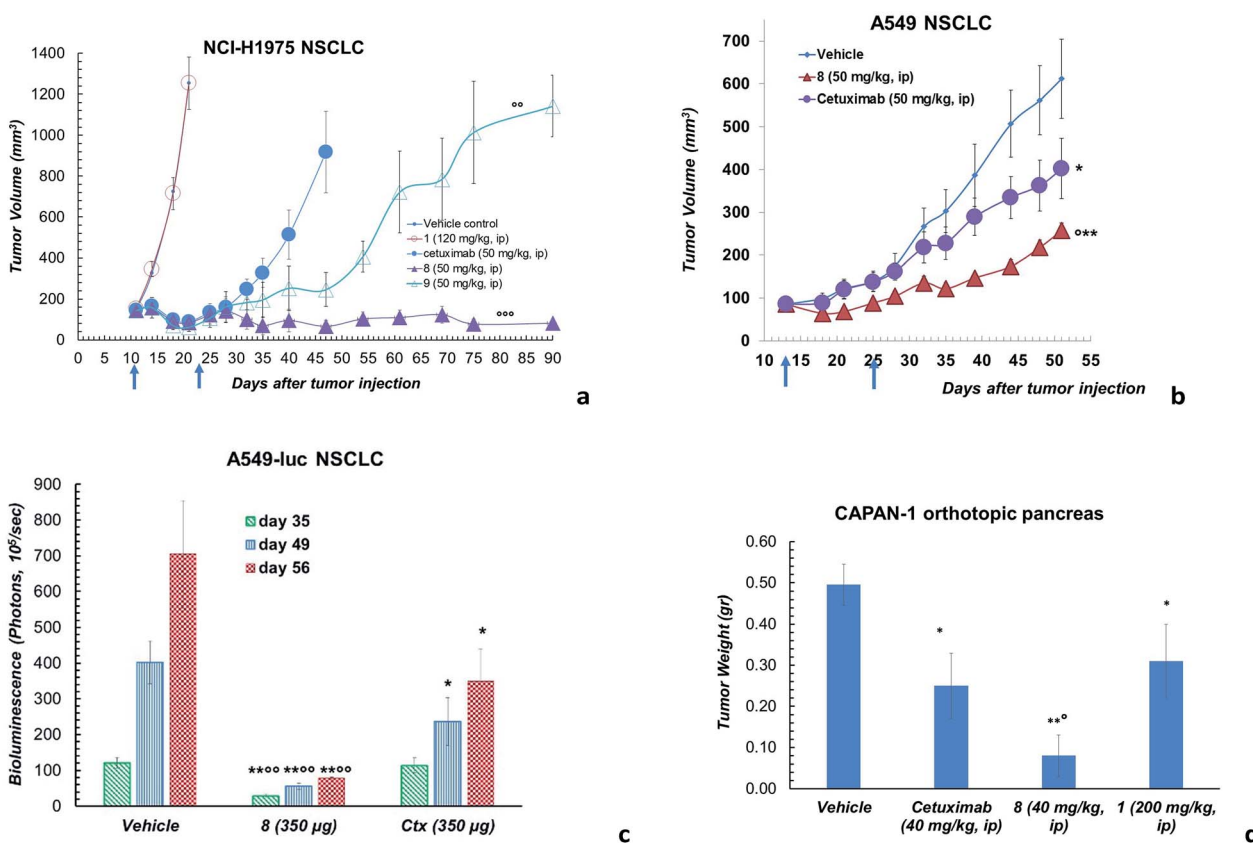 NCI-H1975 NSCLC
Tumor Volume (mm³)
1400
1200
1000
800
600
400
200
0
°°
Vehicle control
1 (120 mg/kg, ip)
cetuximab (50 mg/kg, ip)
8 (50 mg/kg, ip)
9 (50 mg/kg, ip)
°°°
0 5 10 15 20 25 30 35 40 45 50 55 60 65 70 75 80 85 90
Days after tumor injection
a
A549 NSCLC
Tumor Volume (mm³)
700
600
500
400
300
200
100
0
Vehicle
8 (50 mg/kg, ip)
Cetuximab (50 mg/kg, ip)
*
°**
10 15 20 25 30 35 40 45 50 55
Days after tumor injection
b
A549-luc NSCLC
Bioluminescence (Photons, 10⁵/sec)
900
800
700
600
500
400
300
200
100
0
day 35
day 49
day 56
**°° **°° **°°
* *
Vehicle 8 (350 µg) Ctx (350 µg)
c
CAPAN-1 orthotopic pancreas
Tumor Weight (gr)
0.60
0.50
0.40
0.30
0.20
0.10
0.00
*
**°
*
Vehicle
Cetuximab
(40 mg/kg, ip)
8 (40 mg/kg,
ip)
1 (200 mg/kg,
ip)